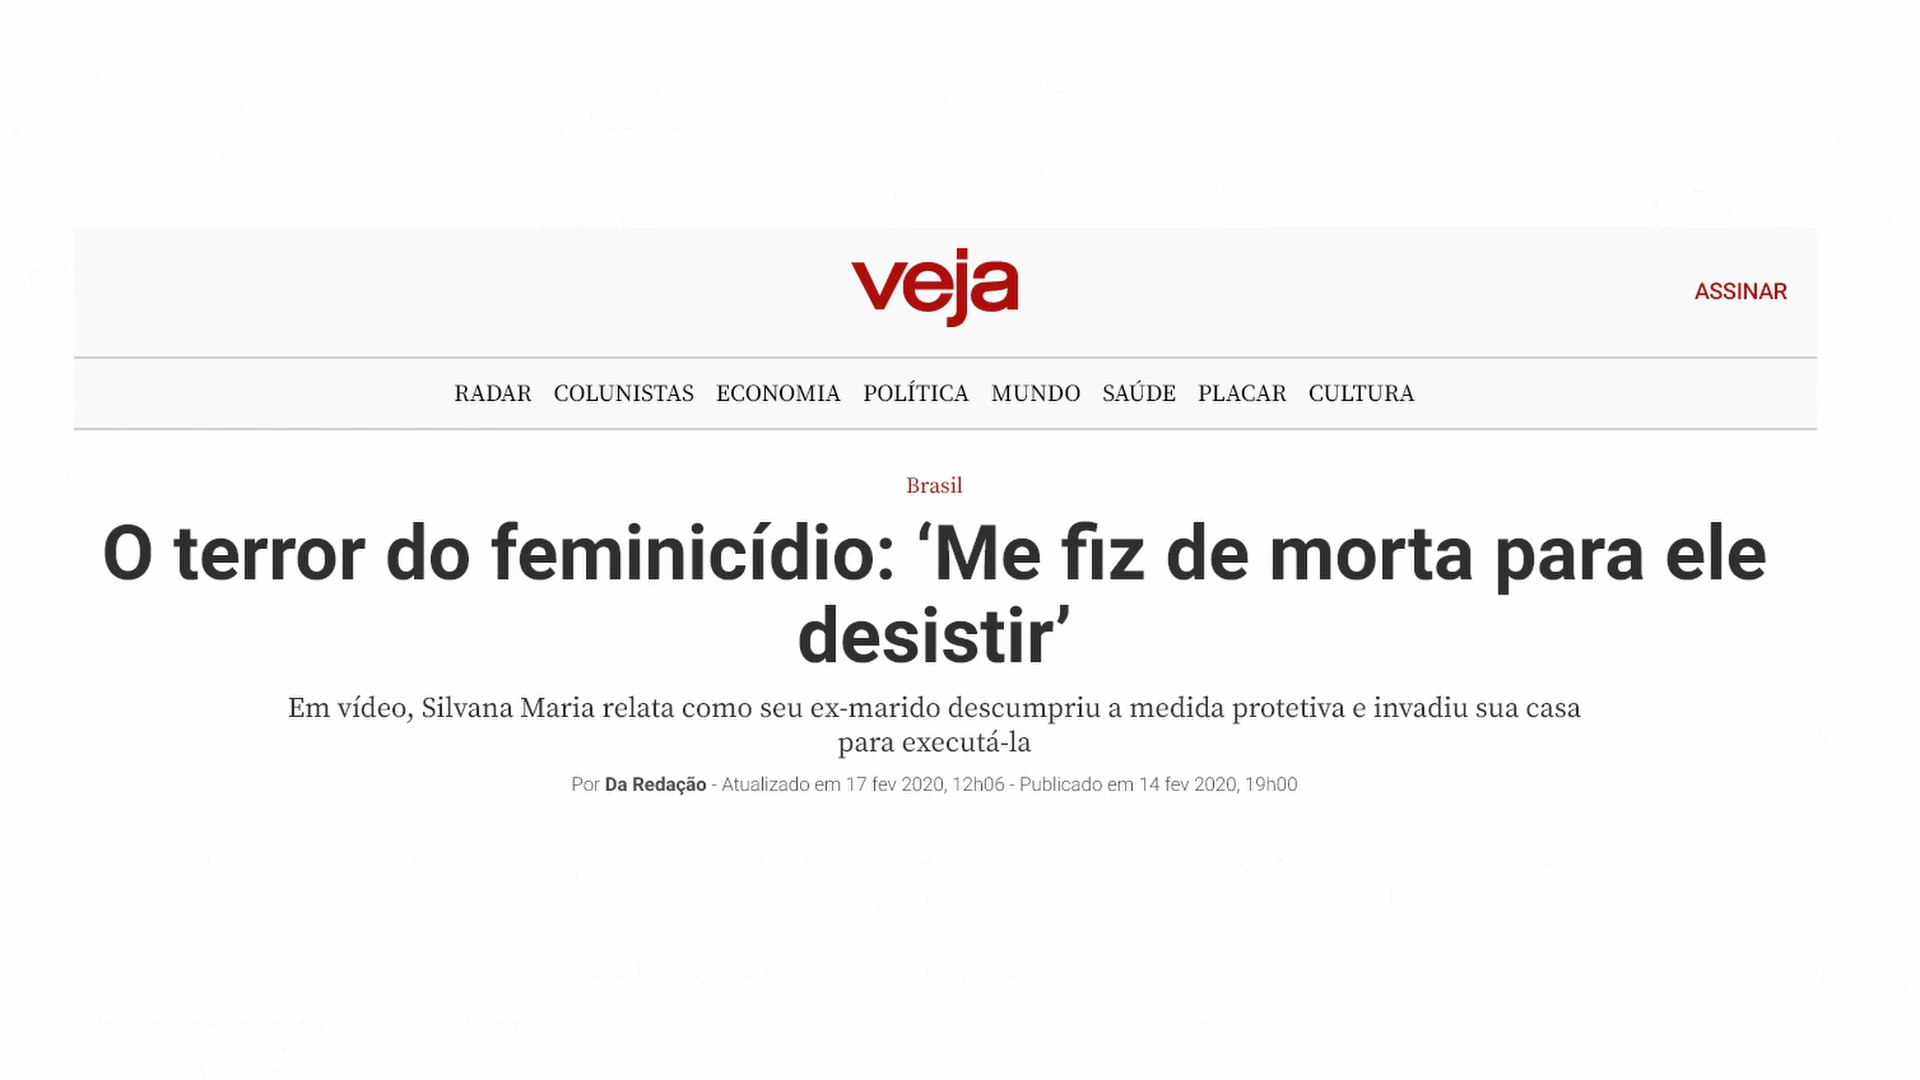 veja
ASSINAR
RADAR COLUNISTAS ECONOMIA POLÍTICA MUNDO SAÚDE PLACAR CULTURA
Brasil
O terror do feminicídio: ‘Me fiz de morta para ele
desistir’
Em vídeo, Silvana Maria relata como seu ex-marido descumpriu a medida protetiva e invadiu sua casa
para executá-la
Por Da Redação - Atualizado em 17 fev 2020, 12h06 - Publicado em 14 fev 2020, 19h00